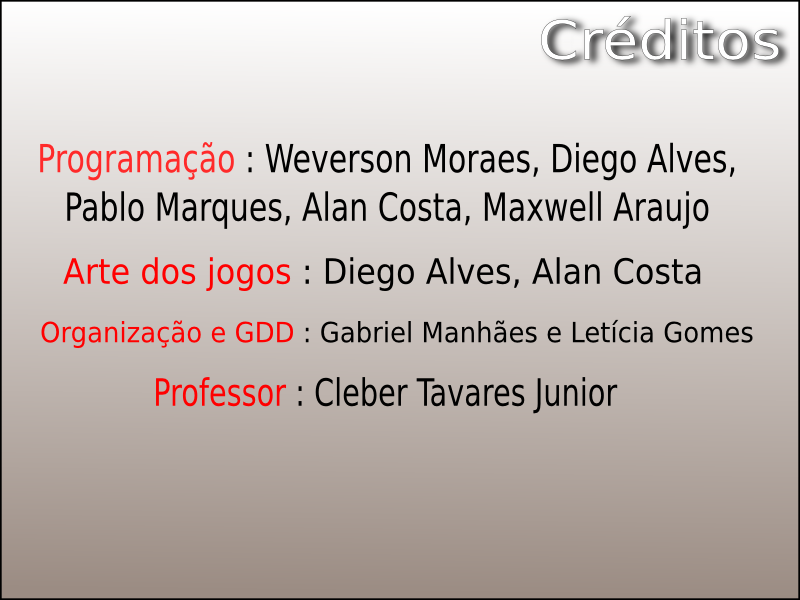 Créditos
Programação : Weverson Moraes, Diego Alves,
Pablo Marques, Alan Costa, Maxwell Araujo
Arte dos jogos : Diego Alves, Alan Costa
Organização e GDD : Gabriel Manhães e Letícia Gomes
Professor : Cleber Tavares Junior